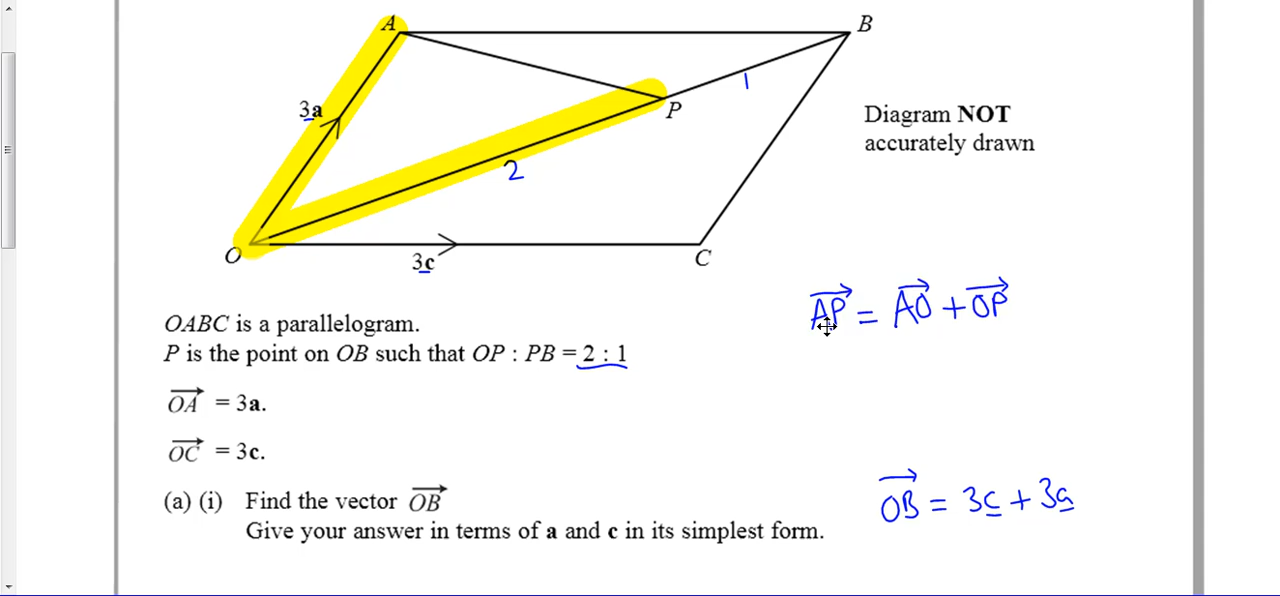 A
B
1
3a
P
Diagram NOT
accurately drawn
2
O
3c
C
AP = AO + OP
OABC is a parallelogram.
P is the point on OB such that OP : PB = 2 : 1
OA = 3a.
OC = 3c.
(a) (i) Find the vector OB
OB = 3c + 3a
Give your answer in terms of a and c in its simplest form.